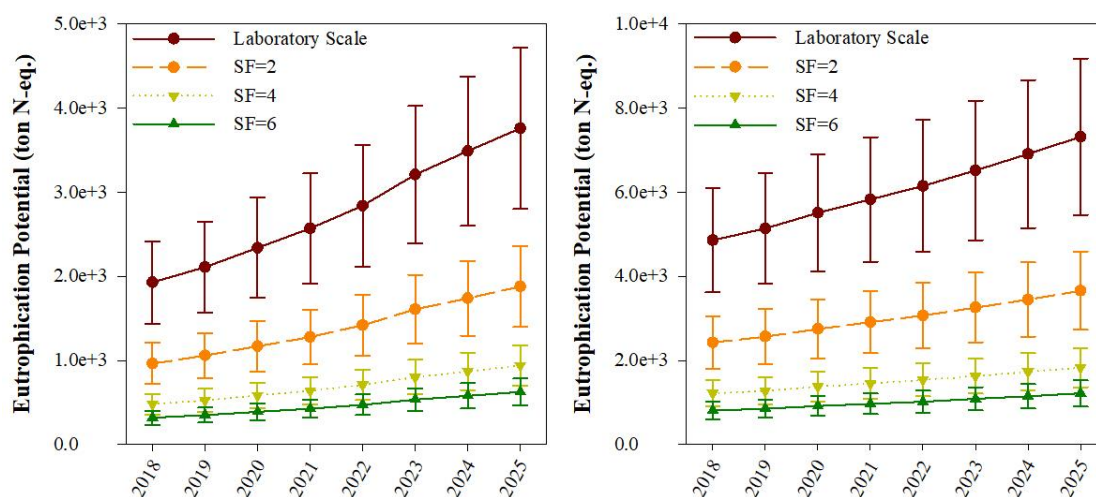 Eutrophication Potential (ton N-eq.)
5.0e+3
4.0e+3
3.0e+3
2.0e+3
1.0e+3
0.0
Laboratory Scale
SF=2
SF=4
SF=6
2018 2019 2020 2021 2022 2023 2024 2025
Eutrophication Potential (ton N-eq.)
1.0e+4
8.0e+3
6.0e+3
4.0e+3
2.0e+3
0.0
Laboratory Scale
SF=2
SF=4
SF=6
2018 2019 2020 2021 2022 2023 2024 2025